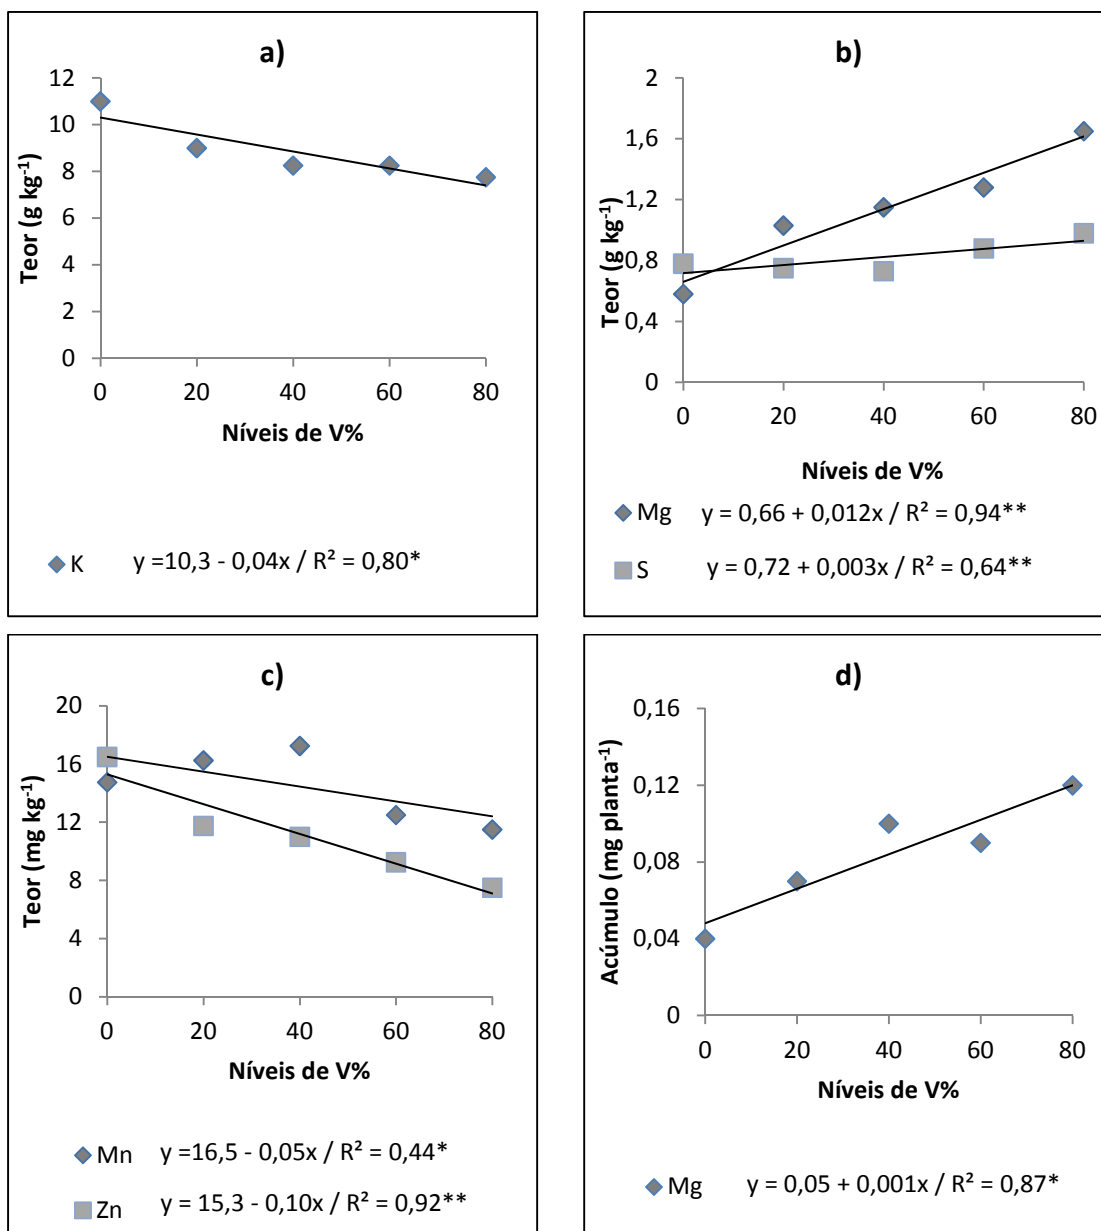 a)
12
10
8
6
4
2
0
Teor (g kg⁻¹)
0 20 40 60 80
Níveis de V%
K y =10,3 - 0,04x / R² = 0,80*
b)
2
1,6
1,2
0,8
0,4
0
Teor (g kg⁻¹)
0 20 40 60 80
Níveis de V%
Mg y = 0,66 + 0,012x / R² = 0,94**
S y = 0,72 + 0,003x / R² = 0,64**
c)
20
16
12
8
4
0
Teor (mg kg⁻¹)
0 20 40 60 80
Níveis de V%
Mn y =16,5 - 0,05x / R² = 0,44*
Zn y = 15,3 - 0,10x / R² = 0,92**
d)
0,16
0,12
0,08
0,04
0
Acúmulo (mg planta⁻¹)
0 20 40 60 80
Níveis de V%
Mg y = 0,05 + 0,001x / R² = 0,87*